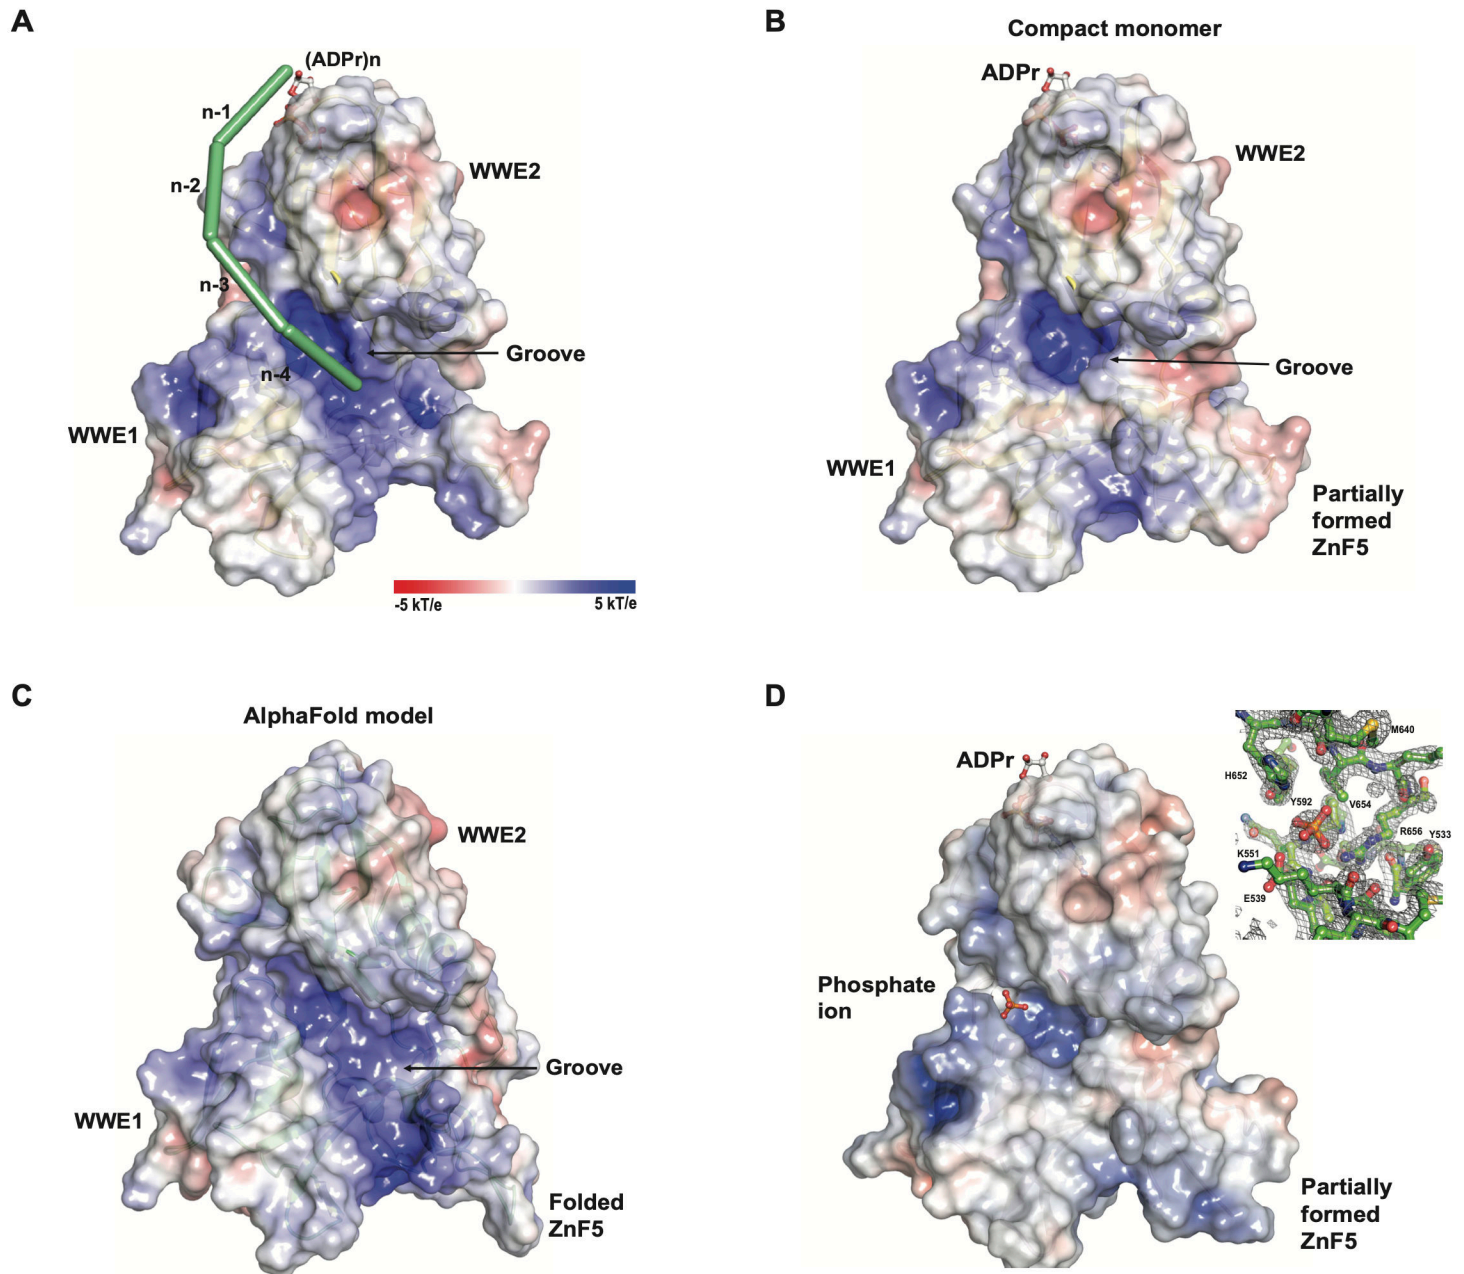 A
(ADPr)n
n-1
n-2
WWE2
n-3
Groove
n-4
WWE1
-5 kT/e
5 kT/e
B
Compact monomer
ADPr
WWE2
Groove
WWE1
Partially
formed
ZnF5
C
AlphaFold model
WWE2
Groove
WWE1
Folded
ZnF5
D
ADPr
M640
H652
Y592
V654
R656
Y533
K551
E539
Phosphate
ion
Partially
formed
ZnF5